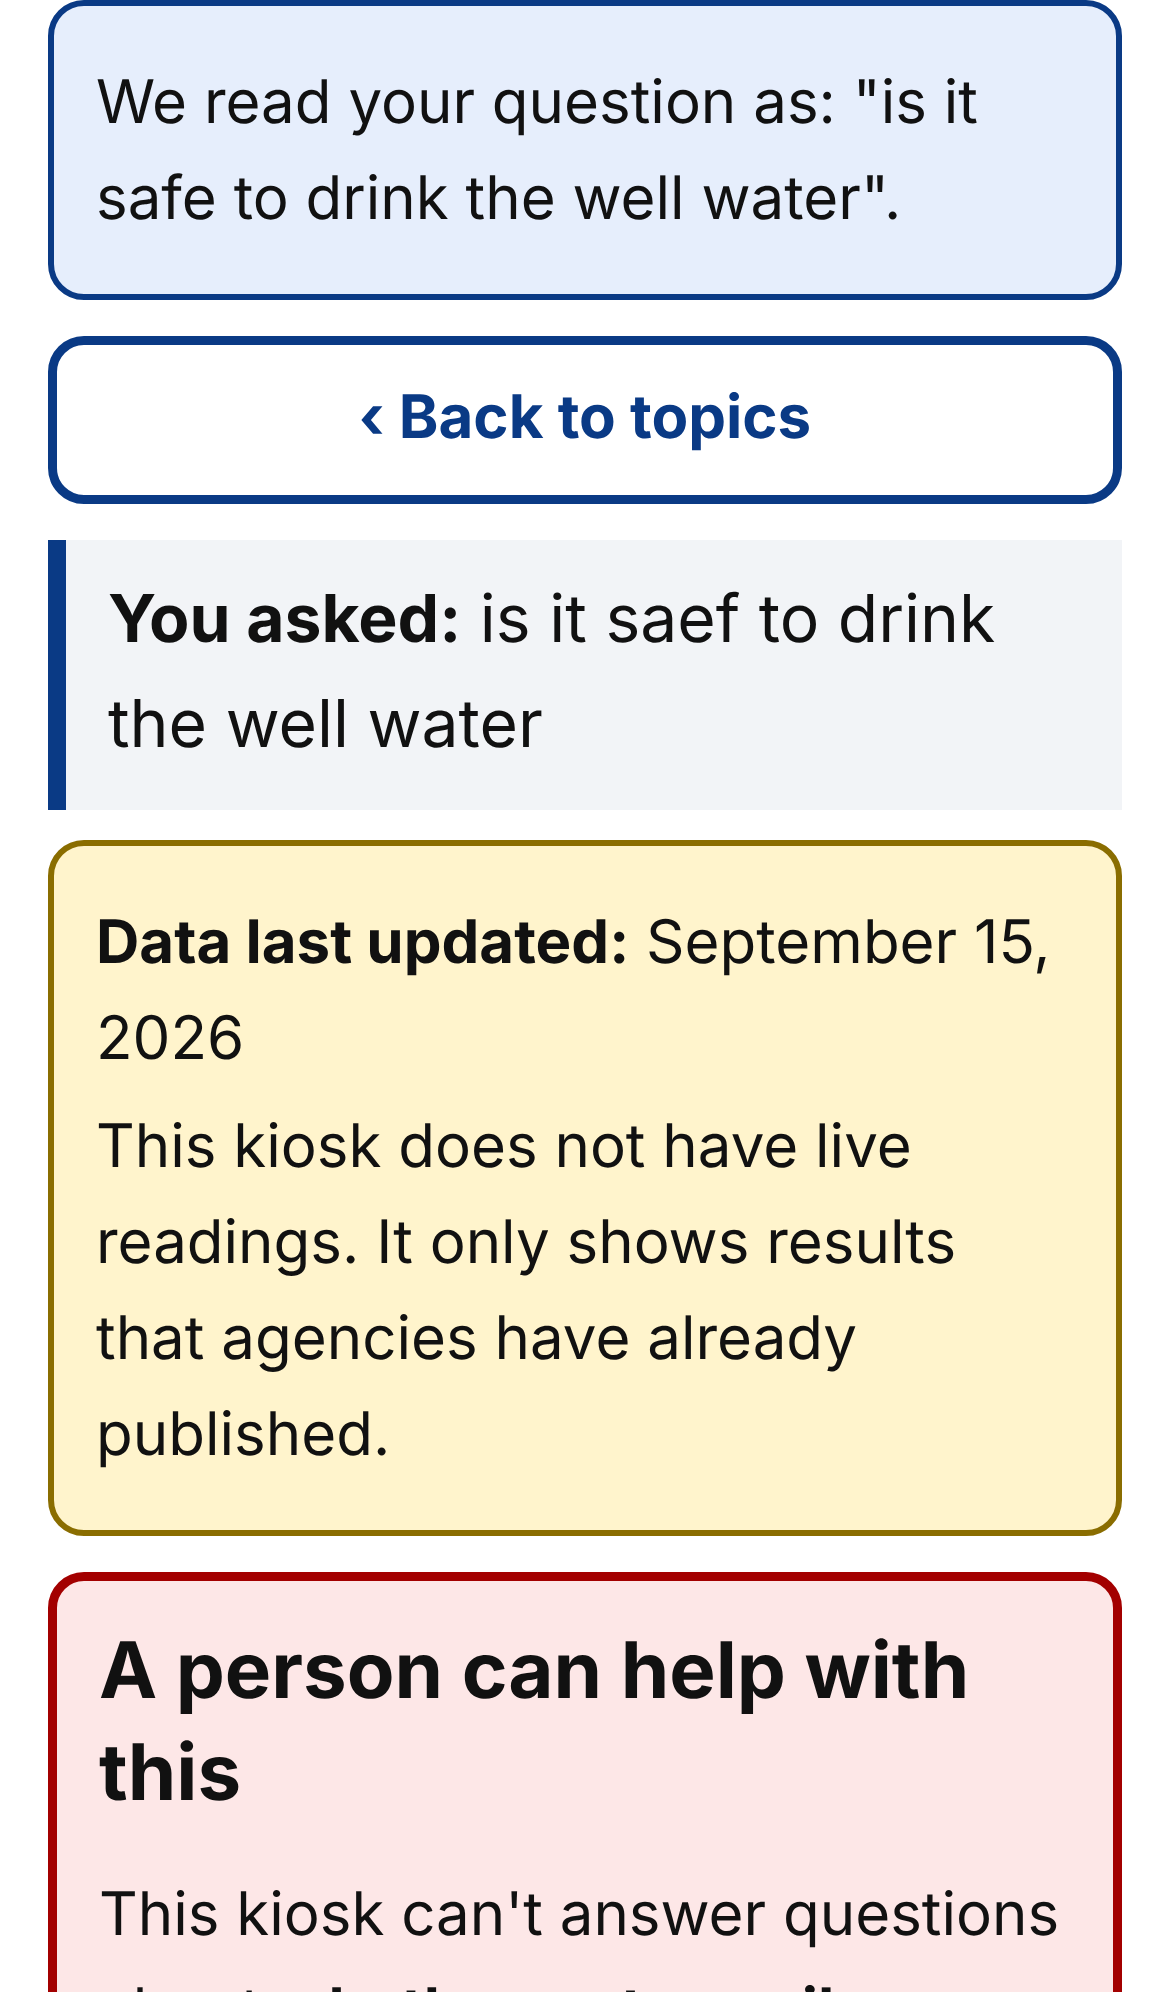 We read your question as: "is it
safe to drink the well water".
‹ Back to topics
You asked: is it saef to drink
the well water
Data last updated: September 15,
2026
This kiosk does not have live
readings. It only shows results
that agencies have already
published.
A person can help with
this
This kiosk can't answer questions